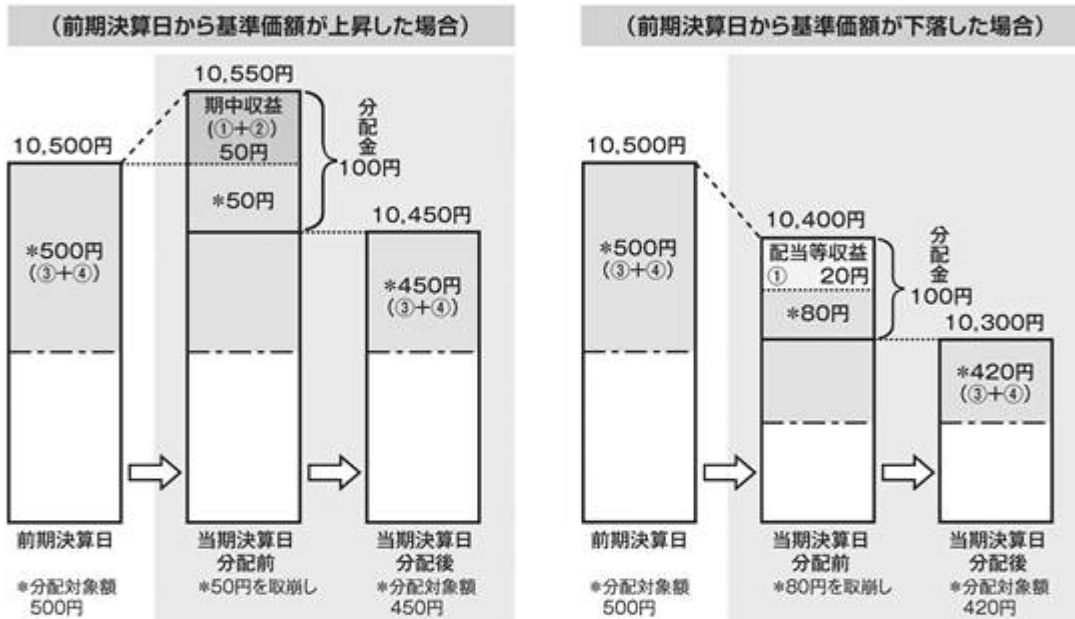 (前期決算日から基準価額が上昇した場合)
10,550円
期中収益
(①+②)
50円
*50円
分配金
100円
10,500円
*500円
(③+④)
10,450円
*450円
(③+④)
前期決算日
当期決算日
分配前
当期決算日
分配後
*分配対象額
500円
*50円を取崩し
*分配対象額
450円
(前期決算日から基準価額が下落した場合)
10,500円
*500円
(③+④)
10,400円
配当等収益
① 20円
*80円
分配金
100円
10,300円
*420円
(③+④)
前期決算日
当期決算日
分配前
当期決算日
分配後
*分配対象額
500円
*80円を取崩し
*分配対象額
420円